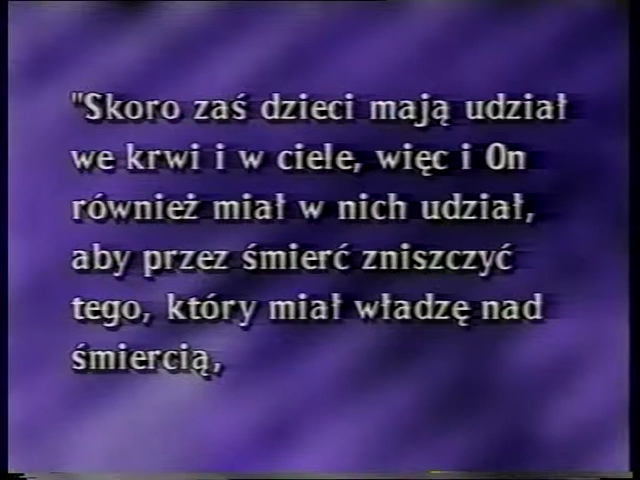 "Skoro zaś dzieci mają udział
we krwi i w ciele, więc i On
również miał w nich udział,
aby przez śmierć zniszczyć
tego, który miał władzę nad
śmiercią,